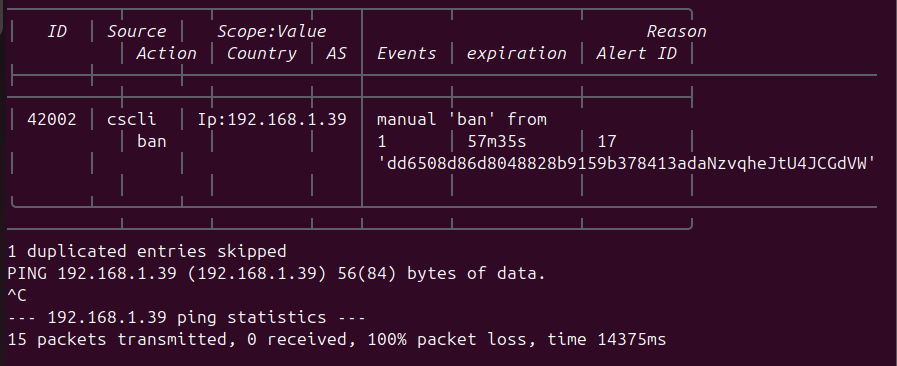 ID Source Scope:Value Reason
Action Country AS Events expiration Alert ID
42002 cscli Ip:192.168.1.39 manual 'ban' from
ban 1 57m35s 17
'dd6508d86d8048828b9159b378413adaNzvqheJtU4JCGdVW'
1 duplicated entries skipped
PING 192.168.1.39 (192.168.1.39) 56(84) bytes of data.
^C
--- 192.168.1.39 ping statistics ---
15 packets transmitted, 0 received, 100% packet loss, time 14375ms